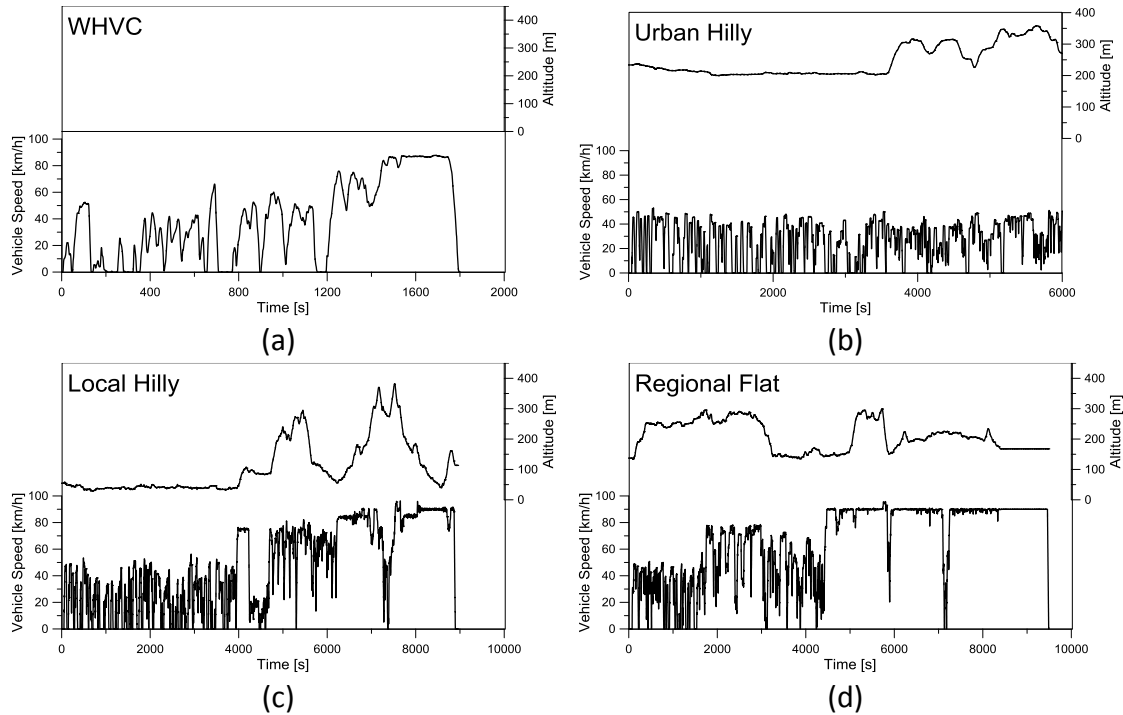 WHVC
400
300
200
100
0
Altitude [m]
100
80
60
40
20
0
Vehicle Speed [km/h]
0 400 800 1200 1600 2000
Time [s]
(a)
Urban Hilly
400
300
200
100
0
Altitude [m]
100
80
60
40
20
0
Vehicle Speed [km/h]
0 2000 4000 6000
Time [s]
(b)
Local Hilly
400
300
200
100
0
Altitude [m]
100
80
60
40
20
0
Vehicle Speed [km/h]
0 2000 4000 6000 8000 10000
Time [s]
(c)
Regional Flat
400
300
200
100
0
Altitude [m]
100
80
60
40
20
0
Vehicle Speed [km/h]
0 2000 4000 6000 8000 10000
Time [s]
(d)